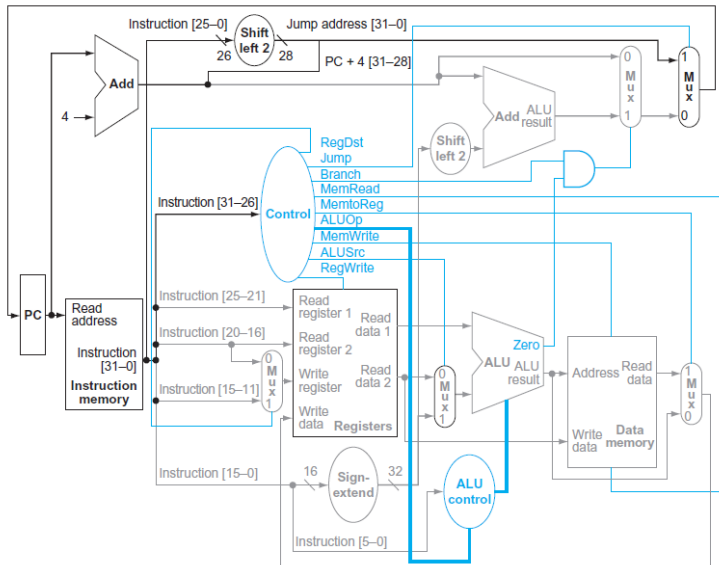 Instruction [25–0]
Jump address [31–0]
Shift
left 2
26
28
PC + 4 [31–28]
Add
4
0
M
u
x
1
1
M
u
x
0
Add
ALU
result
Shift
left 2
RegDst
Jump
Branch
MemRead
MemtoReg
ALUOp
MemWrite
ALUSrc
RegWrite
Control
Instruction [31–26]
PC
Read
address
Instruction
[31–0]
Instruction
memory
Instruction [25–21]
Instruction [20–16]
Instruction [15–11]
0
M
u
x
1
Read
register 1
Read
register 2
Write
register
Write
data
Read
data 1
Read
data 2
Registers
0
M
u
x
1
Zero
ALU
ALU
result
Address
Read
data
Write
data
Data
memory
1
M
u
x
0
Instruction [15–0]
16
Sign-
extend
32
ALU
control
Instruction [5–0]